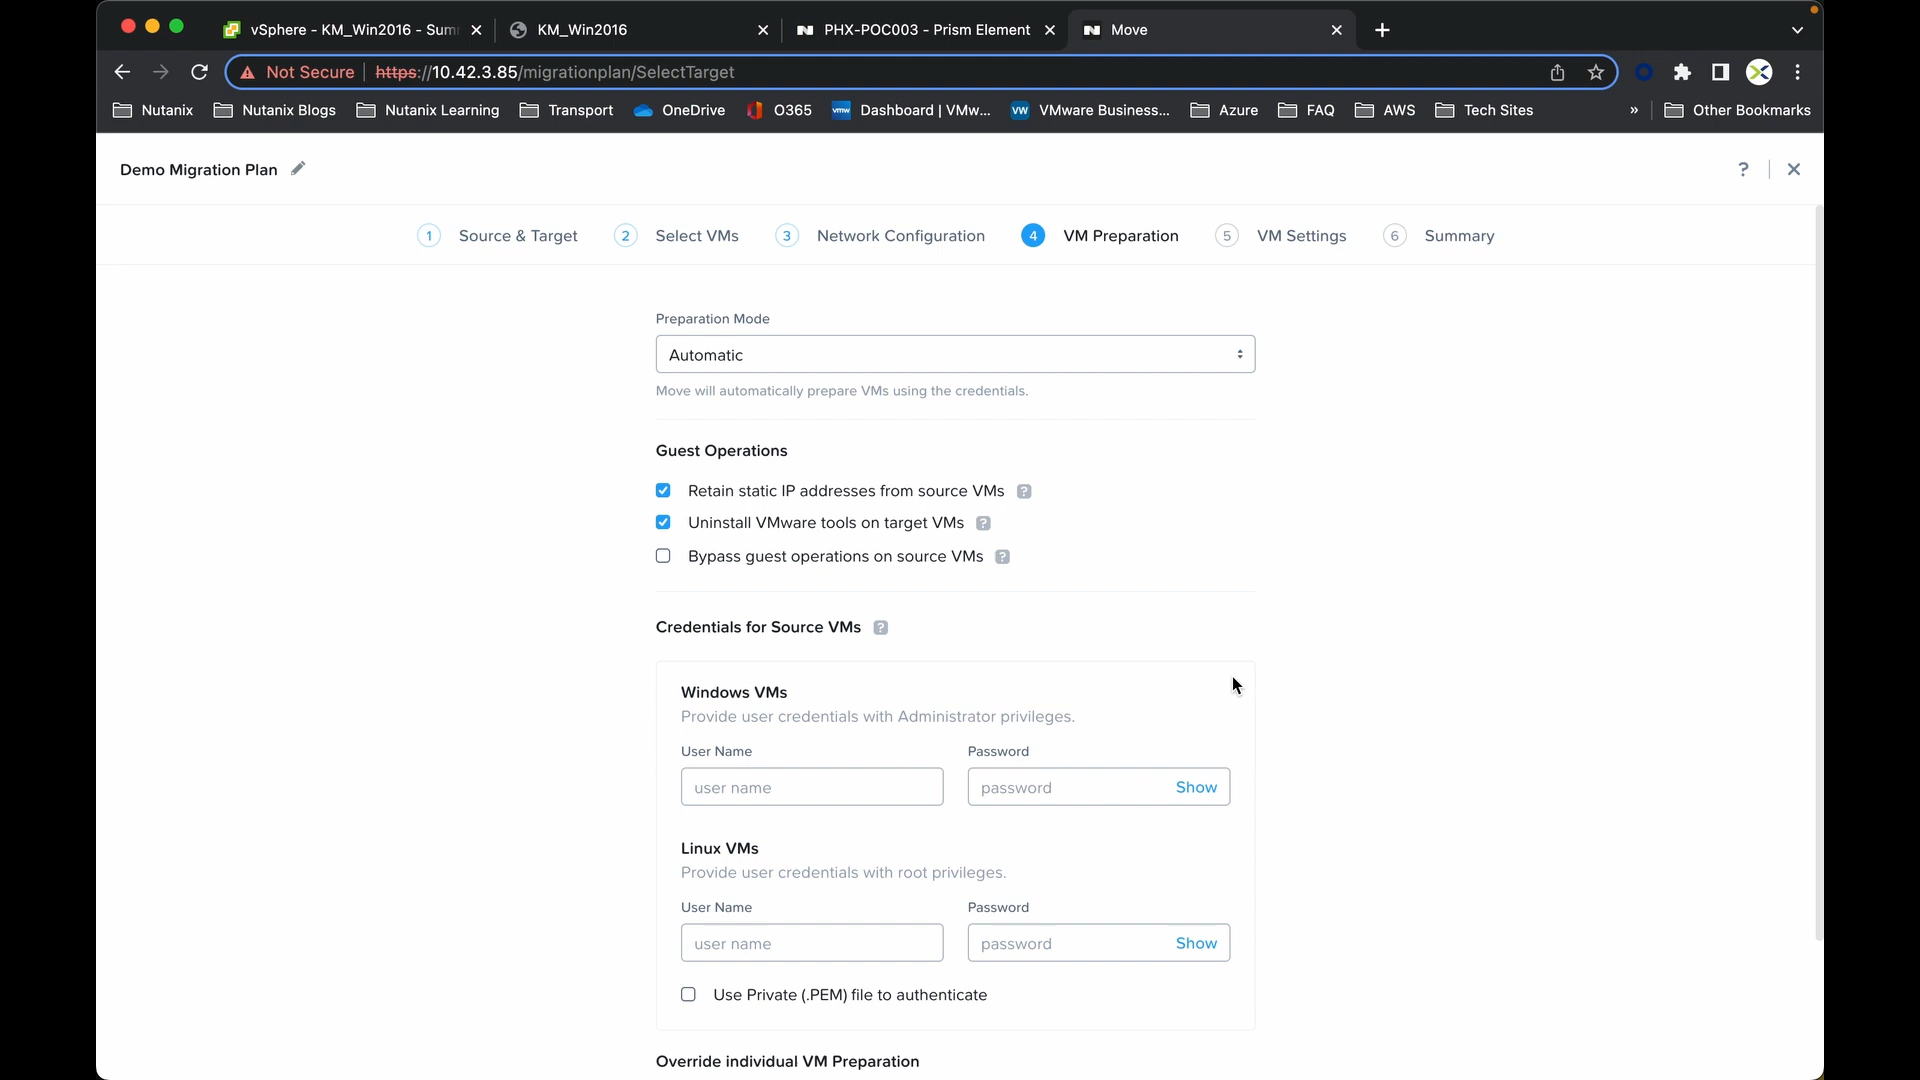 vSphere - KM_Win2016 - Sum
KM_Win2016
PHX-POC003 - Prism Element
Move
Not Secure
https://10.42.3.85/migrationplan/SelectTarget
Nutanix
Nutanix Blogs
Nutanix Learning
Transport
OneDrive
O365
Dashboard | VMw...
VMware Business...
Azure
FAQ
AWS
Tech Sites
»
Other Bookmarks
Demo Migration Plan
?
1 Source & Target
2 Select VMs
3 Network Configuration
4 VM Preparation
5 VM Settings
6 Summary
Preparation Mode
Automatic
Move will automatically prepare VMs using the credentials.
Guest Operations
Retain static IP addresses from source VMs ?
Uninstall VMware tools on target VMs ?
Bypass guest operations on source VMs ?
Credentials for Source VMs ?
Windows VMs
Provide user credentials with Administrator privileges.
User Name
Password
user name
password
Show
Linux VMs
Provide user credentials with root privileges.
User Name
Password
user name
password
Show
Use Private (.PEM) file to authenticate
Override individual VM Preparation